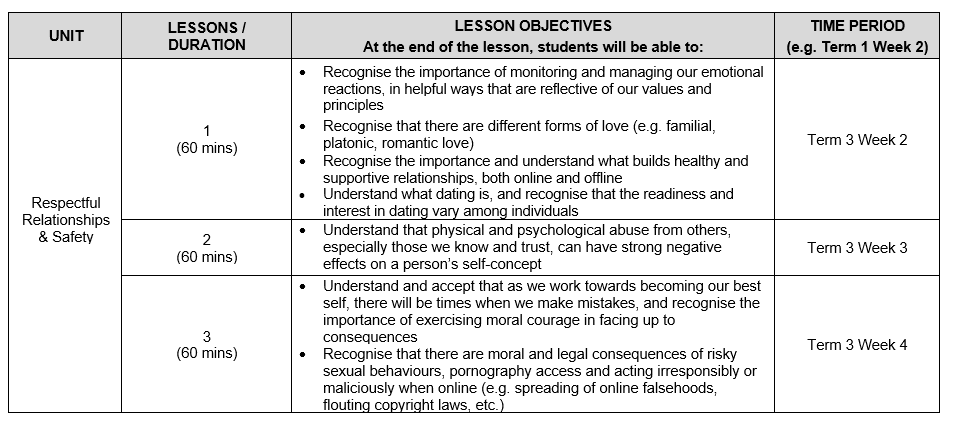 UNIT
LESSONS /
DURATION
LESSON OBJECTIVES
At the end of the lesson, students will be able to:
TIME PERIOD
(e.g. Term 1 Week 2)
Respectful
Relationships
& Safety
1
(60 mins)
• Recognise the importance of monitoring and managing our emotional
reactions, in helpful ways that are reflective of our values and
principles
• Recognise that there are different forms of love (e.g. familial,
platonic, romantic love)
• Recognise the importance and understand what builds healthy and
supportive relationships, both online and offline
• Understand what dating is, and recognise that the readiness and
interest in dating vary among individuals
Term 3 Week 2
2
(60 mins)
• Understand that physical and psychological abuse from others,
especially those we know and trust, can have strong negative
effects on a person's self-concept
Term 3 Week 3
3
(60 mins)
• Understand and accept that as we work towards becoming our best
self, there will be times when we make mistakes, and recognise the
importance of exercising moral courage in facing up to
consequences
• Recognise that there are moral and legal consequences of risky
sexual behaviours, pornography access and acting irresponsibly or
maliciously when online (e.g. spreading of online falsehoods,
flouting copyright laws, etc.)
Term 3 Week 4